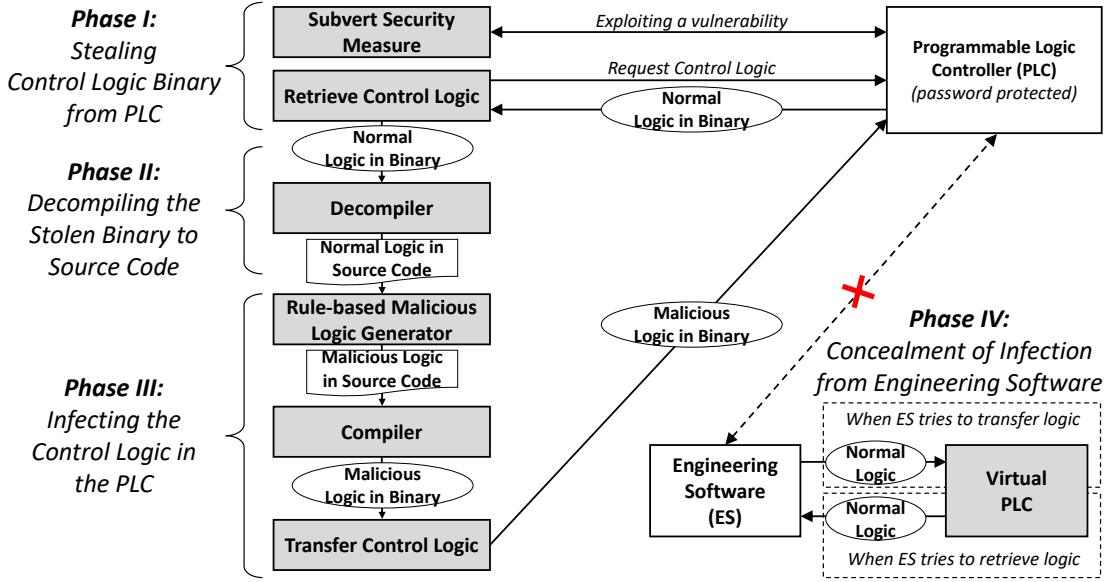 Phase I:
Stealing
Control Logic Binary
from PLC
Subvert Security
Measure
Exploiting a vulnerability
Programmable Logic
Controller (PLC)
(password protected)
Retrieve Control Logic
Request Control Logic
Normal
Logic in Binary
Normal
Logic in Binary
Phase II:
Decompiling the
Stolen Binary to
Source Code
Decompiler
Normal Logic in
Source Code
Phase III:
Infecting the
Control Logic in
the PLC
Rule-based Malicious
Logic Generator
Malicious Logic
in Source Code
Compiler
Malicious
Logic in Binary
Transfer Control Logic
Malicious
Logic in Binary
Phase IV:
Concealment of Infection
from Engineering Software
When ES tries to transfer logic
Engineering
Software
(ES)
Normal
Logic
Virtual
PLC
Normal
Logic
When ES tries to retrieve logic